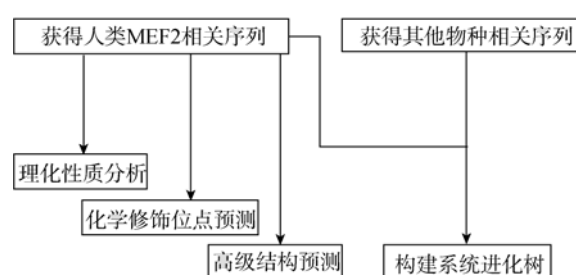 获得人类MEF2相关序列
获得其他物种相关序列
理化性质分析
化学修饰位点预测
高级结构预测
构建系统进化树